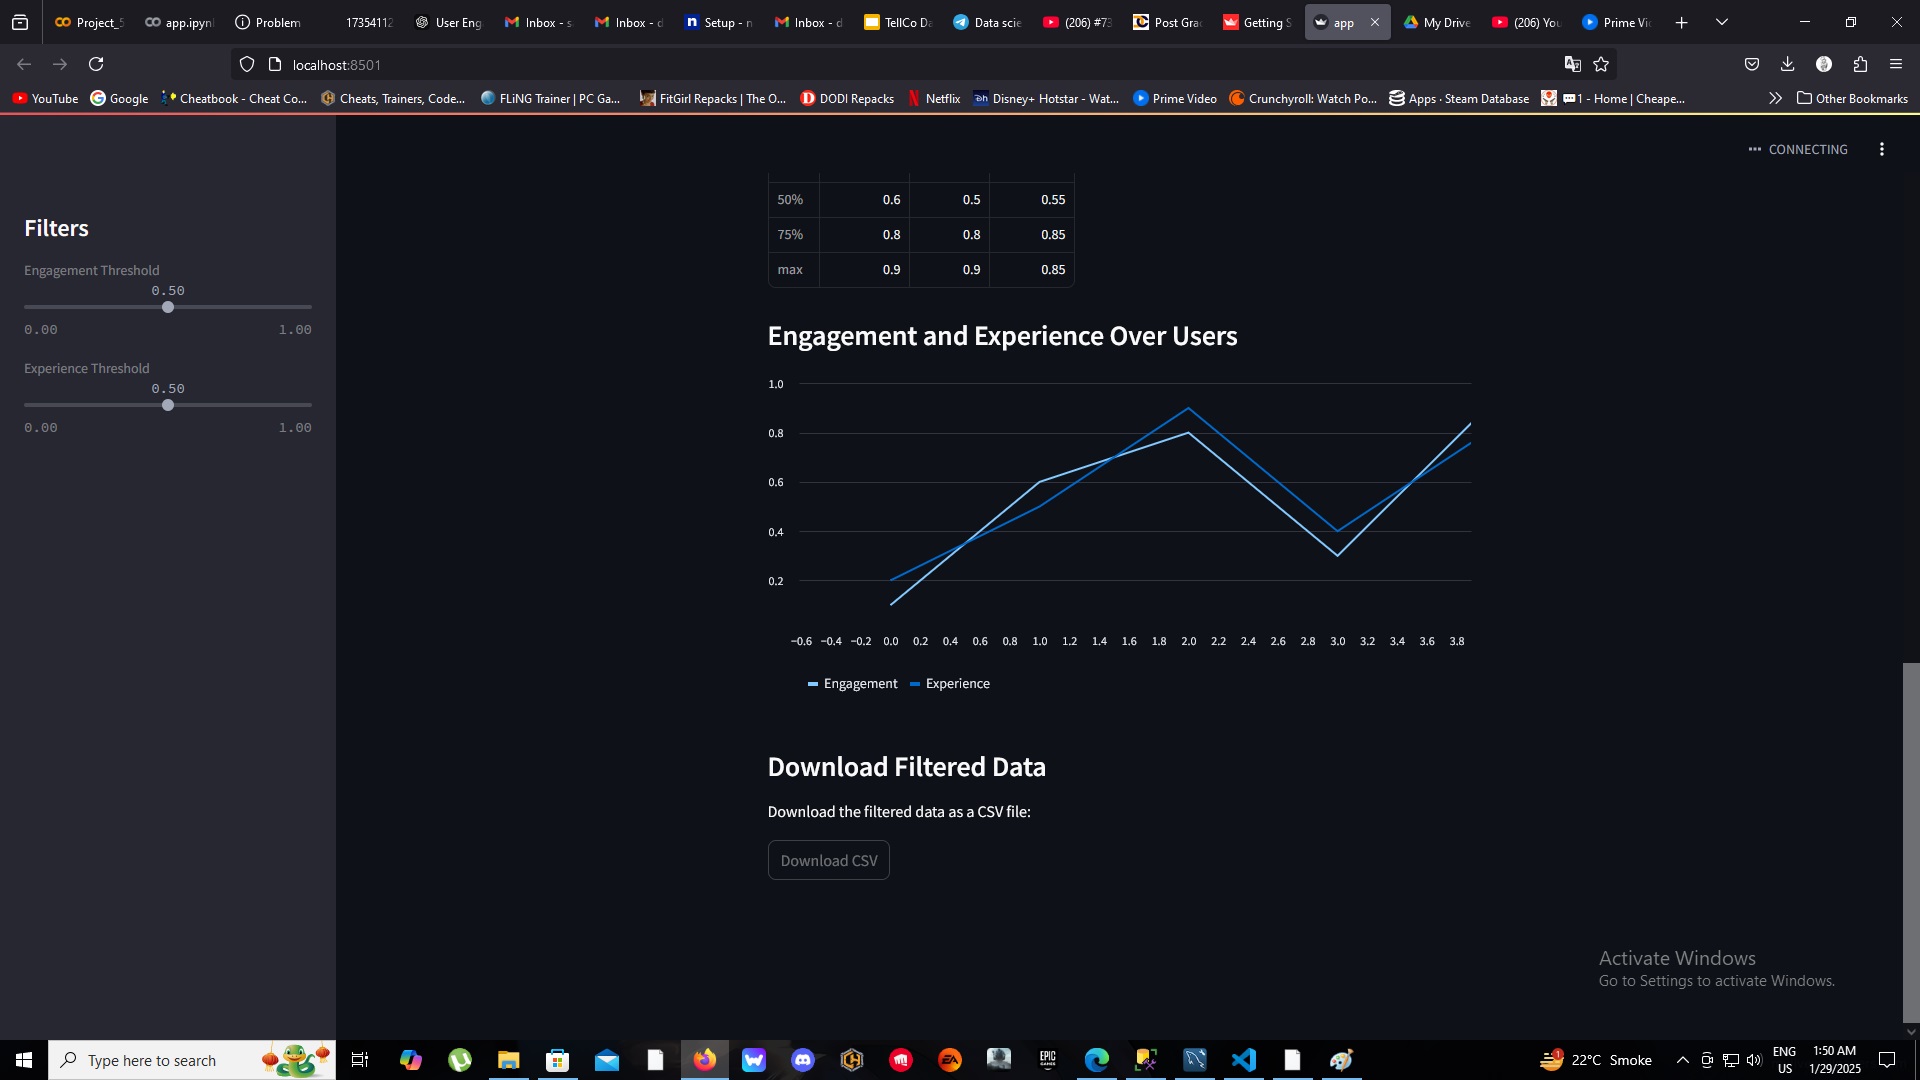 Project_5
app.ipyn
Problem
17354112
User Eng
Inbox - s
Inbox - d
Setup - n
Inbox - d
TellCo Da
Data scie
(206) #73
Post Gra
Getting S
app
My Drive
(206) You
Prime Vi
localhost:8501
YouTube
Google
Cheatbook - Cheat Co...
Cheats, Trainers, Code...
FLiNG Trainer | PC Ga...
FitGirl Repacks | The O...
DODI Repacks
Netflix
Disney+ Hotstar - Wat...
Prime Video
Crunchyroll: Watch Po...
Apps · Steam Database
1 - Home | Cheape...
Other Bookmarks
CONNECTING
Filters
Engagement Threshold
0.50
0.00 1.00
Experience Threshold
0.50
0.00 1.00
50% 0.6 0.5 0.55
75% 0.8 0.8 0.85
max 0.9 0.9 0.85
Engagement and Experience Over Users
1.0
0.8
0.6
0.4
0.2
−0.6 −0.4 −0.2 0.0 0.2 0.4 0.6 0.8 1.0 1.2 1.4 1.6 1.8 2.0 2.2 2.4 2.6 2.8 3.0 3.2 3.4 3.6 3.8
Engagement Experience
Download Filtered Data
Download the filtered data as a CSV file:
Download CSV
Activate Windows
Go to Settings to activate Windows.
Type here to search
EA
EPIC GAMES
1
22°C Smoke
ENG
US
1:50 AM
1/29/2025